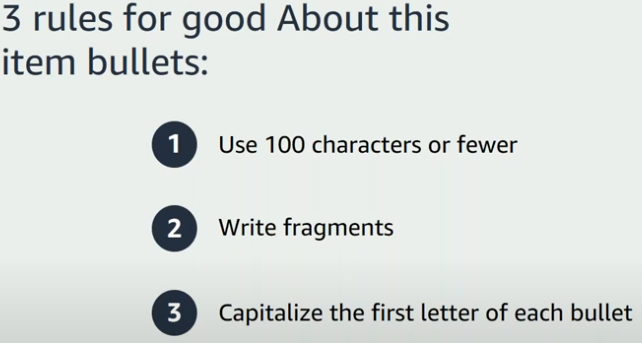 3 rules for good About this
item bullets:
1 Use 100 characters or fewer
2 Write fragments
3 Capitalize the first letter of each bullet